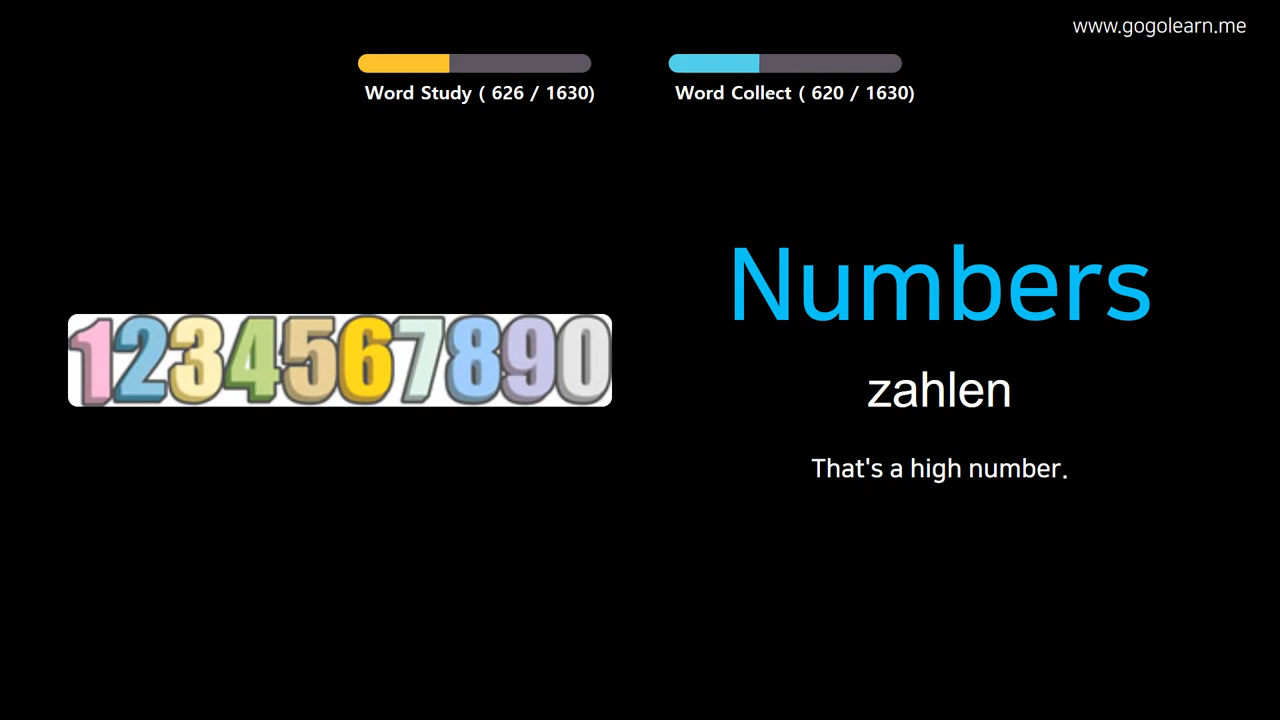 www.gogolearn.me
Word Study ( 626 / 1630)
Word Collect ( 620 / 1630)
1234567890
Numbers
zahlen
That's a high number.